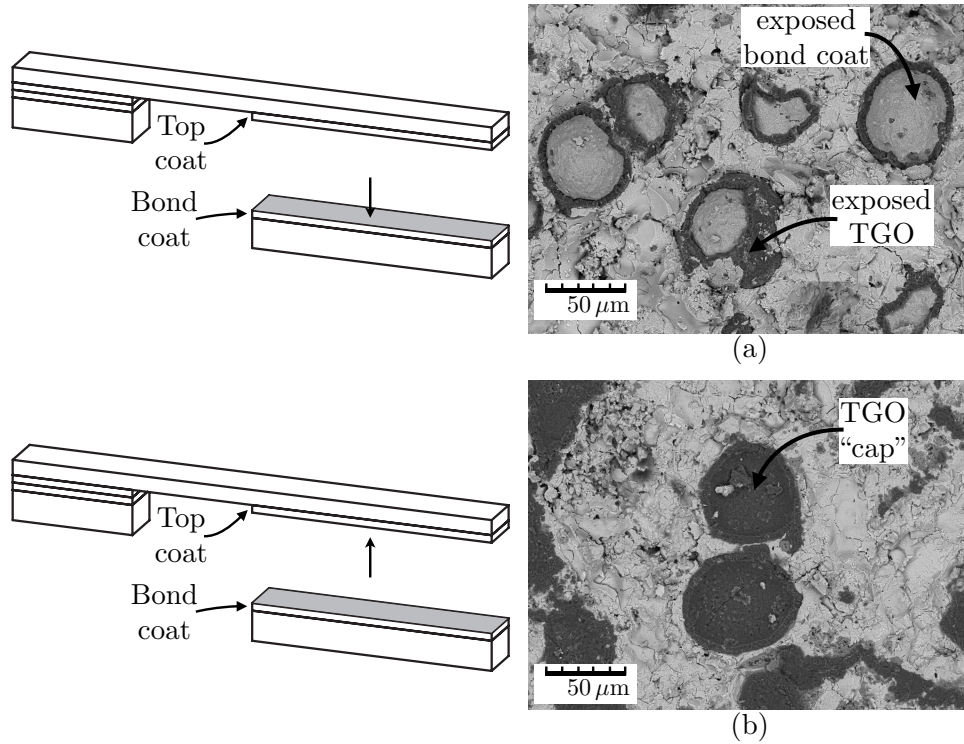 Top
coat
Bond
coat
exposed
bond coat
exposed
TGO
50 μm
(a)
Top
coat
Bond
coat
TGO
“cap”
50 μm
(b)